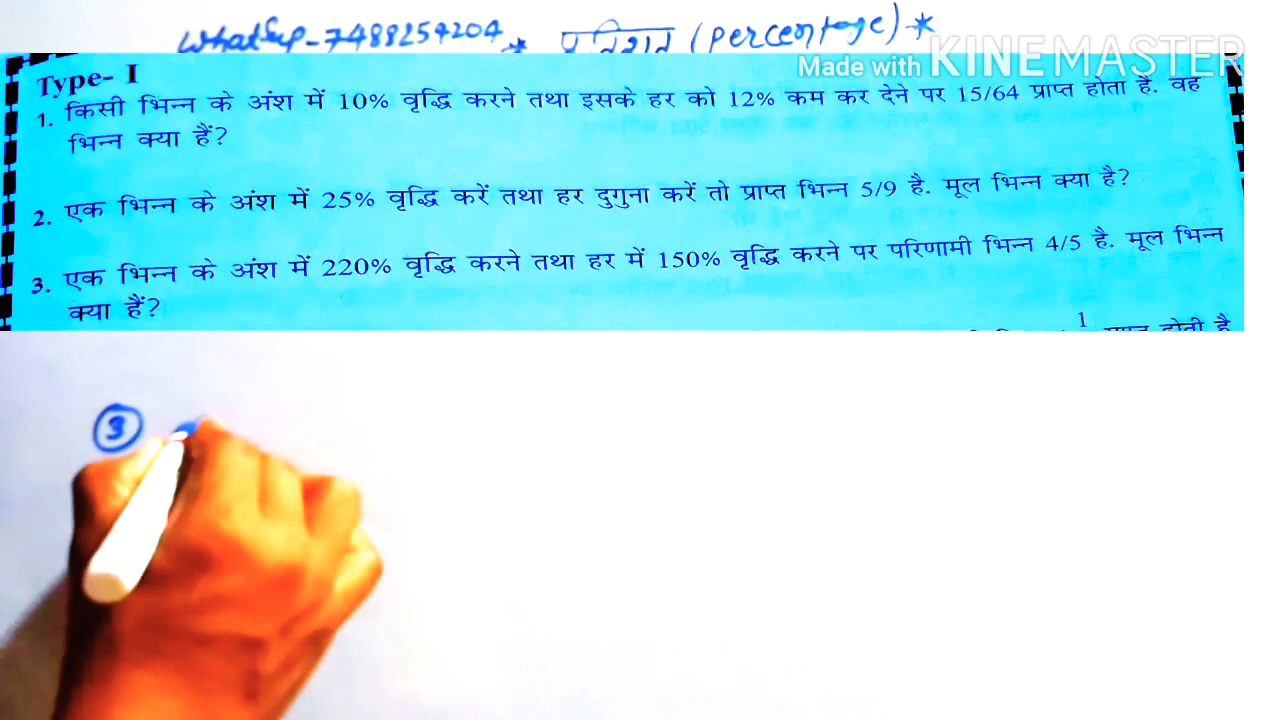 WhatSup-7488254204 * प्रतिशत (percentage) *
Made with KINEMASTER
Type- I
1. किसी भिन्न के अंश में 10% वृद्धि करने तथा इसके हर को 12% कम कर देने पर 15/64 प्राप्त होता है. वह
भिन्न क्या हैं?
2. एक भिन्न के अंश में 25% वृद्धि करें तथा हर दुगुना करें तो प्राप्त भिन्न 5/9 है. मूल भिन्न क्या है?
3. एक भिन्न के अंश में 220% वृद्धि करने तथा हर में 150% वृद्धि करने पर परिणामी भिन्न 4/5 है. मूल भिन्न
क्या हैं?
1 होती है
3